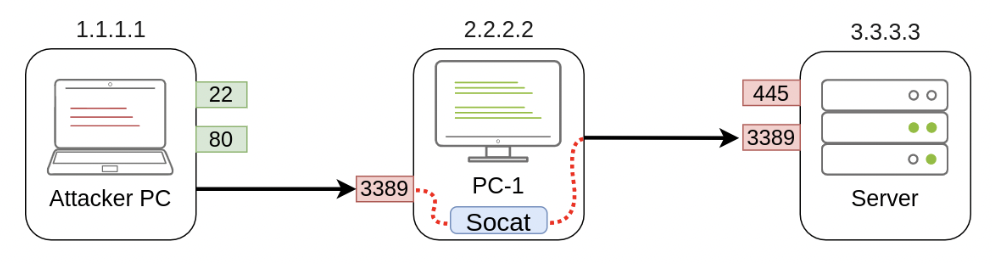 1.1.1.1
2.2.2.2
3.3.3.3
22
80
Attacker PC
3389
PC-1
Socat
445
3389
Server